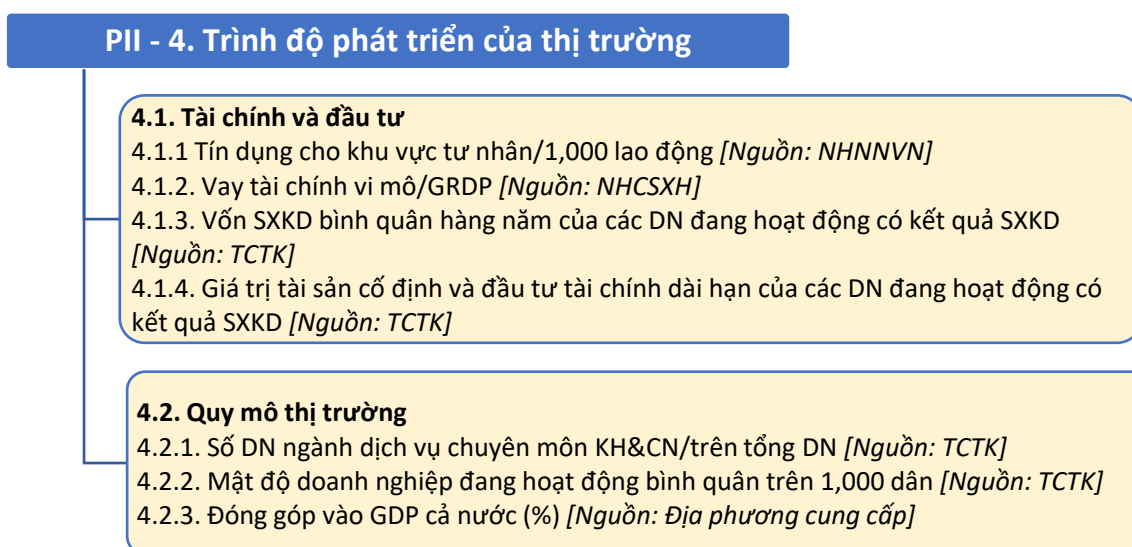 PII - 4. Trình độ phát triển của thị trường
4.1. Tài chính và đầu tư
4.1.1 Tín dụng cho khu vực tư nhân/1,000 lao động [Nguồn: NHNNVN]
4.1.2. Vay tài chính vi mô/GRDP [Nguồn: NHCSXH]
4.1.3. Vốn SXKD bình quân hàng năm của các DN đang hoạt động có kết quả SXKD
[Nguồn: TCTK]
4.1.4. Giá trị tài sản cố định và đầu tư tài chính dài hạn của các DN đang hoạt động có
kết quả SXKD [Nguồn: TCTK]
4.2. Quy mô thị trường
4.2.1. Số DN ngành dịch vụ chuyên môn KH&CN/trên tổng DN [Nguồn: TCTK]
4.2.2. Mật độ doanh nghiệp đang hoạt động bình quân trên 1,000 dân [Nguồn: TCTK]
4.2.3. Đóng góp vào GDP cả nước (%) [Nguồn: Địa phương cung cấp]